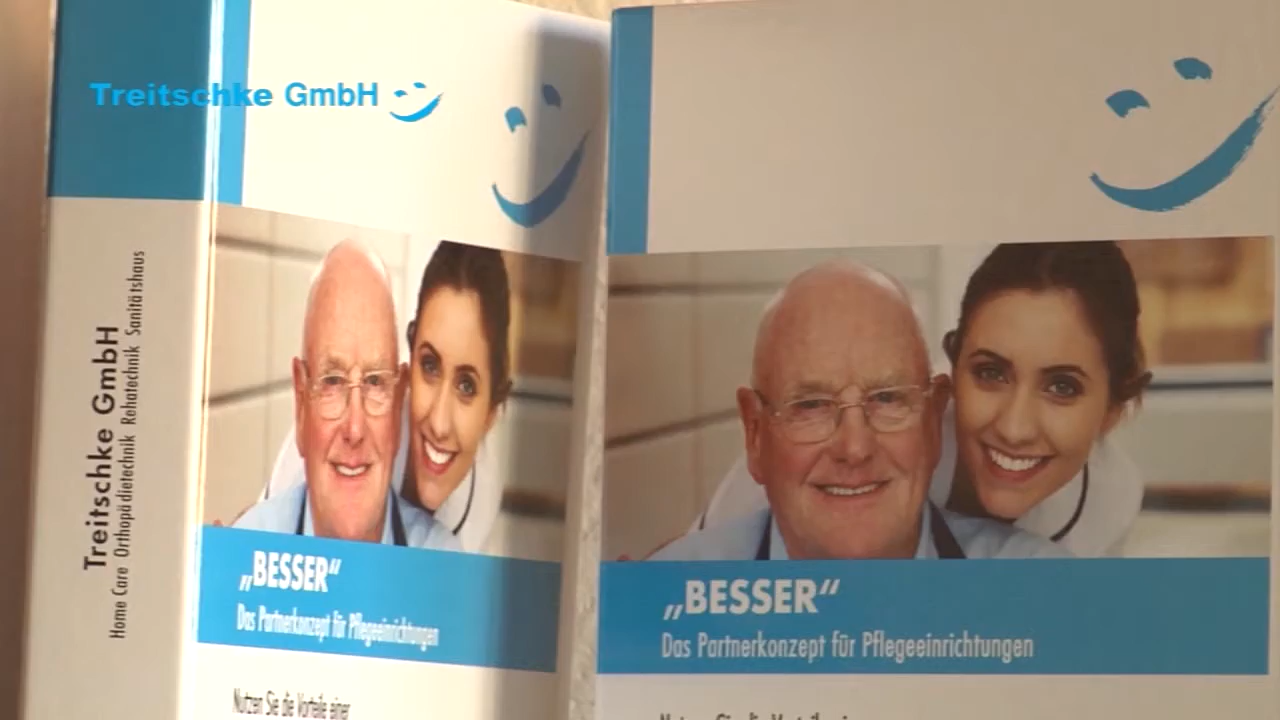 Treitschke GmbH
Treitschke GmbH
Home Care Orthopädietechnik Rehatechnik Sanitätshaus
„BESSER“
Das Partnerkonzept für Pflegeeinrichtungen
Nutzen Sie die Vorteile einer
„BESSER“
Das Partnerkonzept für Pflegeeinrichtungen